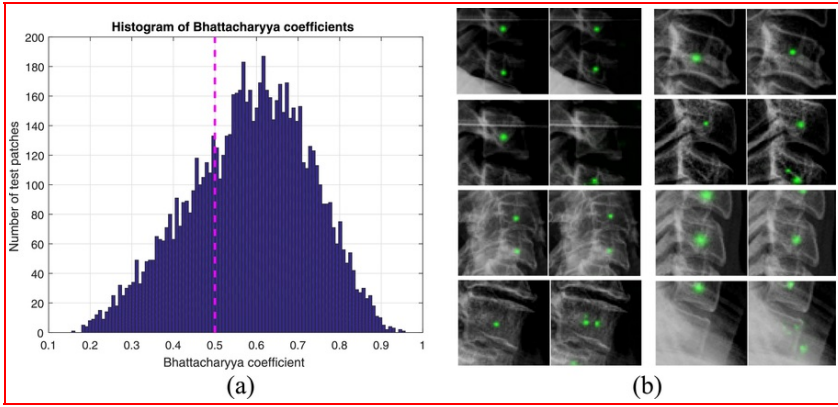 Histogram of Bhattacharyya coefficients
200
180
160
140
120
100
80
60
40
20
0
Number of test patches
0.1 0.2 0.3 0.4 0.5 0.6 0.7 0.8 0.9 1
Bhattacharyya coefficient
(a)
(b)